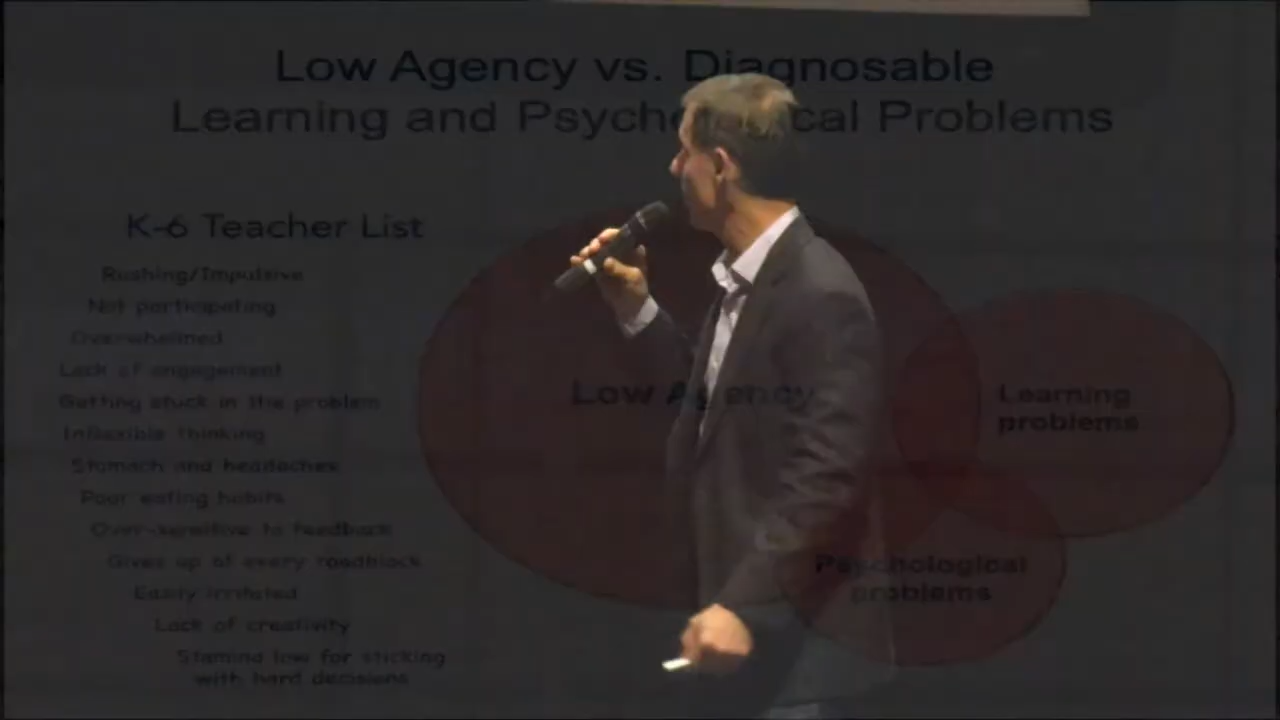 Low Agency vs. Diagnosable
Learning and Psychological Problems
K-6 Teacher List
Rushing/Impulsive
Not participating
Overwhelmed
Lack of engagement
Getting stuck in the problem
Inflexible thinking
Stomach and headaches
Poor eating habits
Over-sensitive to feedback
Gives up at every roadblock
Easily irritated
Lack of creativity
Stamina low for sticking
with hard decisions
Low Agency
Learning
problems
Psychological
problems